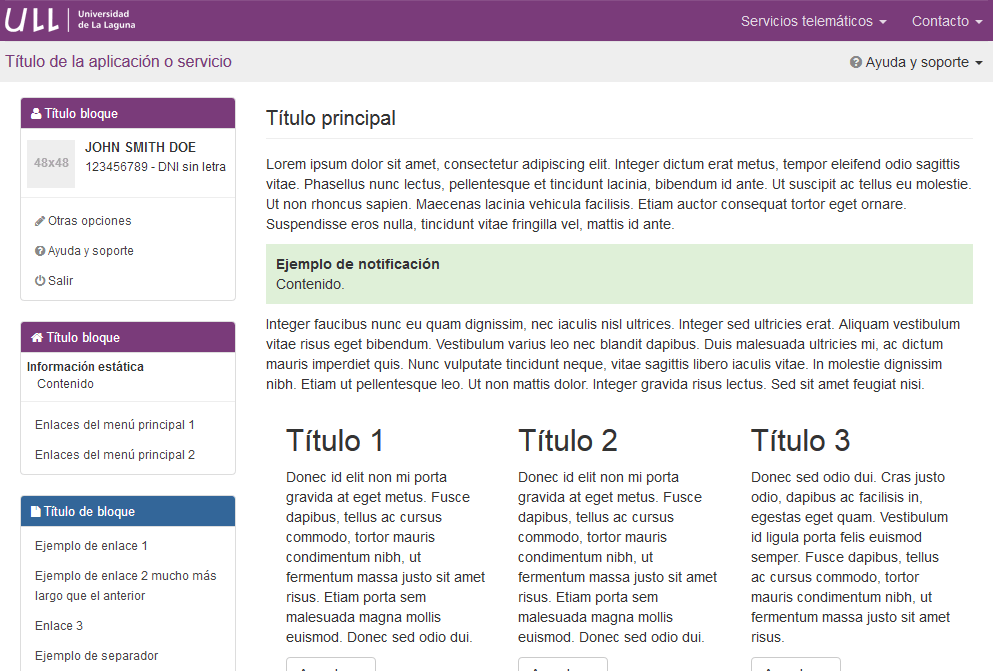 ULL Universidad
de La Laguna
Servicios telemáticos
Contacto
Título de la aplicación o servicio
Ayuda y soporte
Título bloque
48x48
JOHN SMITH DOE
123456789 - DNI sin letra
Otras opciones
Ayuda y soporte
Salir
Título bloque
Información estática
Contenido
Enlaces del menú principal 1
Enlaces del menú principal 2
Título de bloque
Ejemplo de enlace 1
Ejemplo de enlace 2 mucho más
largo que el anterior
Enlace 3
Ejemplo de separador
Título principal
Lorem ipsum dolor sit amet, consectetur adipiscing elit. Integer dictum erat metus, tempor eleifend odio sagittis
vitae. Phasellus nunc lectus, pellentesque et tincidunt lacinia, bibendum id ante. Ut suscipit ac tellus eu molestie.
Ut non rhoncus sapien. Maecenas lacinia vehicula facilisis. Etiam auctor consequat tortor eget ornare.
Suspendisse eros nulla, tincidunt vitae fringilla vel, mattis id ante.
Ejemplo de notificación
Contenido.
Integer faucibus nunc eu quam dignissim, nec iaculis nisl ultrices. Integer sed ultricies erat. Aliquam vestibulum
vitae risus eget bibendum. Vestibulum varius leo nec blandit dapibus. Duis malesuada ultricies mi, ac dictum
mauris imperdiet quis. Nunc vulputate tincidunt neque, vitae sagittis libero iaculis vitae. In molestie dignissim
nibh. Etiam ut pellentesque leo. Ut non mattis dolor. Integer gravida risus lectus. Sed sit amet feugiat nisi.
Título 1
Donec id elit non mi porta
gravida at eget metus. Fusce
dapibus, tellus ac cursus
commodo, tortor mauris
condimentum nibh, ut
fermentum massa justo sit amet
risus. Etiam porta sem
malesuada magna mollis
euismod. Donec sed odio dui.
Título 2
Donec id elit non mi porta
gravida at eget metus. Fusce
dapibus, tellus ac cursus
commodo, tortor mauris
condimentum nibh, ut
fermentum massa justo sit amet
risus. Etiam porta sem
malesuada magna mollis
euismod. Donec sed odio dui.
Título 3
Donec sed odio dui. Cras justo
odio, dapibus ac facilisis in,
egestas eget quam. Vestibulum
id ligula porta felis euismod
semper. Fusce dapibus, tellus
ac cursus commodo, tortor
mauris condimentum nibh, ut
fermentum massa justo sit amet
risus.